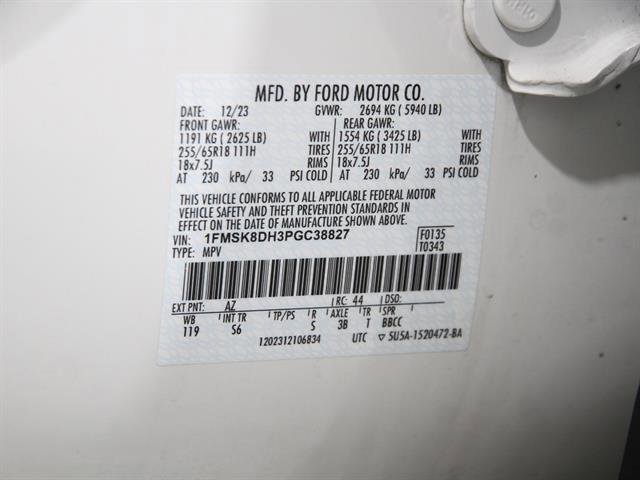 MFD. BY FORD MOTOR CO.
DATE: 12/23 GVWR: 2694 KG ( 5940 LB)
FRONT GAWR: REAR GAWR:
1191 KG ( 2625 LB) WITH 1554 KG ( 3425 LB) WITH
255/65R18 111H TIRES 255/65R18 111H TIRES
18x7.5J RIMS 18x7.5J RIMS
AT 230 kPa/ 33 PSI COLD AT 230 kPa/ 33 PSI COLD
THIS VEHICLE CONFORMS TO ALL APPLICABLE FEDERAL MOTOR
VEHICLE SAFETY AND THEFT PREVENTION STANDARDS IN
EFFECT ON THE DATE OF MANUFACTURE SHOWN ABOVE.
VIN: 1FMSK8DH3PGC38827 F0135
TYPE: MPV T0343
EXT PNT: AZ RC: 44 DSO:
WB INT TR TP/PS R AXLE TR SPR
119 S6 S 3B T BBCC
1202312106834 UTC ▽ 5U5A-1520472-BA